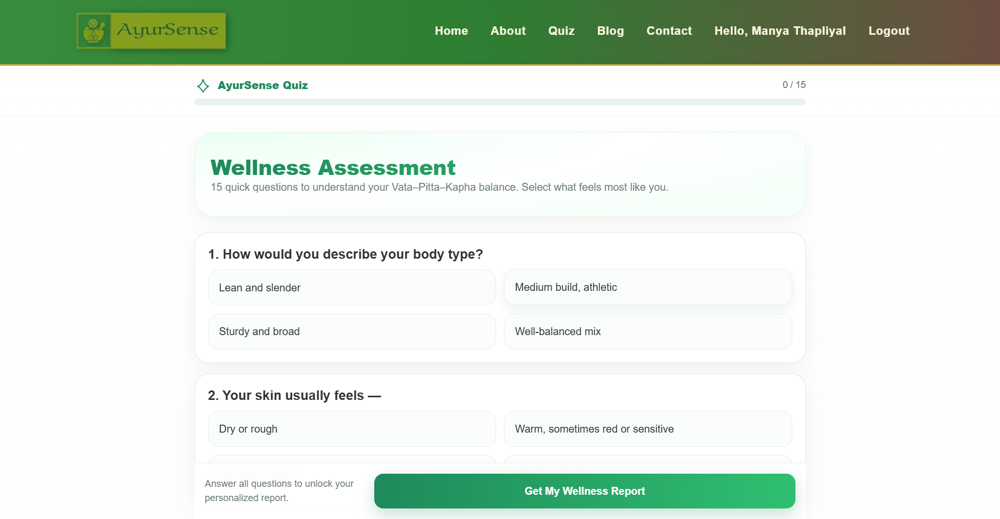 AyurSense
Home About Quiz Blog Contact Hello, Manya Thapliyal Logout
AyurSense Quiz
0 / 15
Wellness Assessment
15 quick questions to understand your Vata–Pitta–Kapha balance. Select what feels most like you.
1. How would you describe your body type?
Lean and slender
Medium build, athletic
Sturdy and broad
Well-balanced mix
2. Your skin usually feels —
Dry or rough
Warm, sometimes red or sensitive
Answer all questions to unlock your
personalized report.
Get My Wellness Report